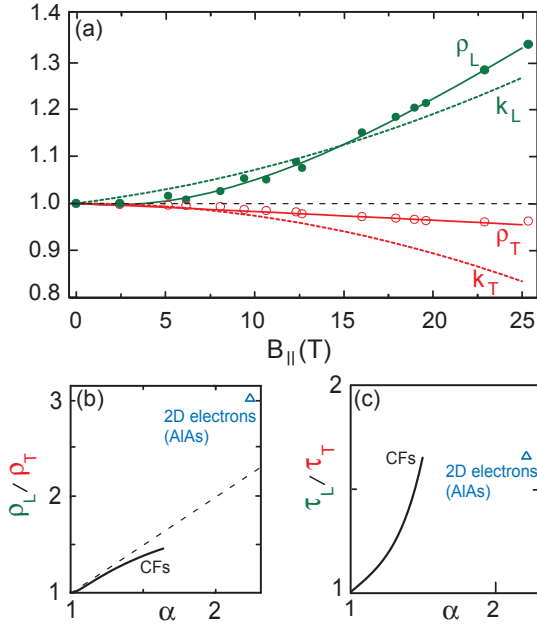 (a)
1.4
1.3
1.2
1.1
1.0
0.9
0.8
ρL
kL
ρT
kT
0 5 10 15 20 25
B||(T)
(b)
3
2
1
2D electrons
(AlAs)
CFs
ρL / ρT
1 α 2
(c)
2
1
CFs
2D electrons
(AlAs)
τL / τT
1 α 2